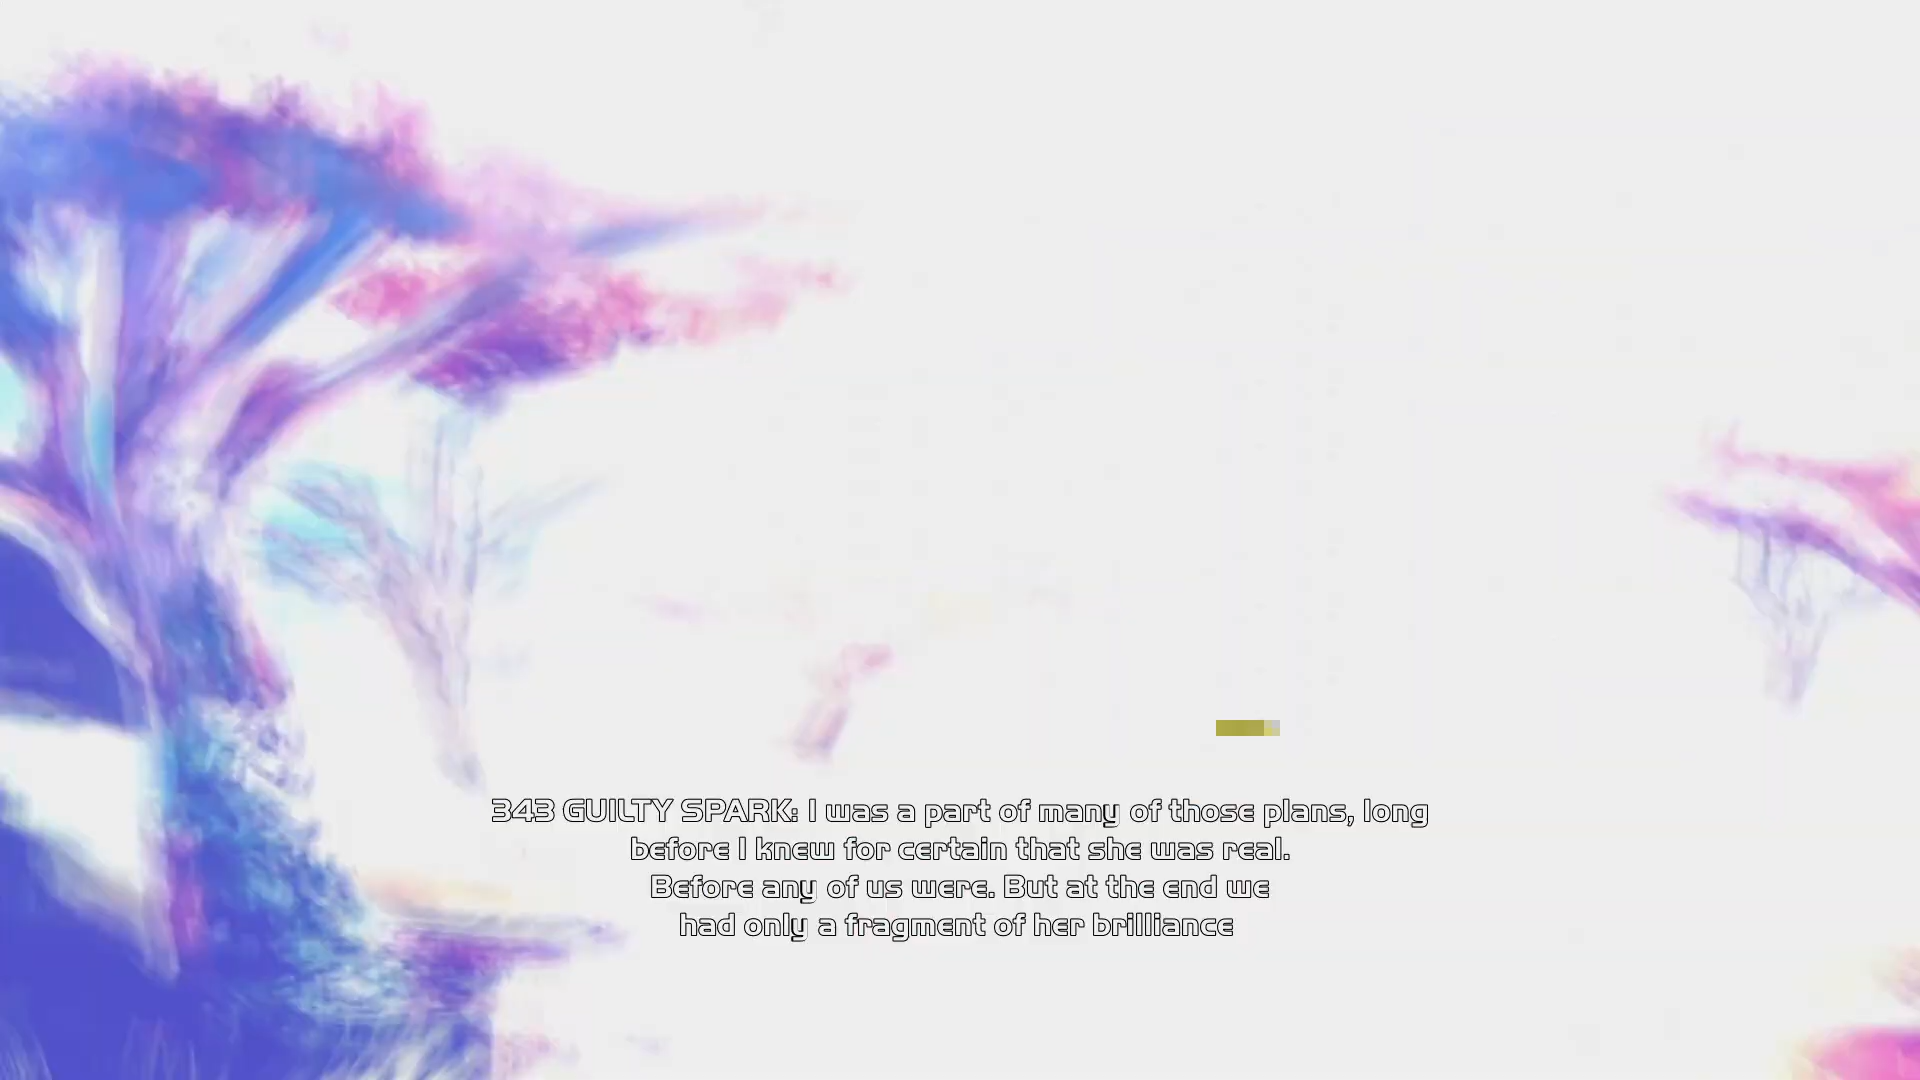 343 GUILTY SPARK: I was a part of many of those plans, long
before I knew for certain that she was real.
Before any of us were. But at the end we
had only a fragment of her brilliance